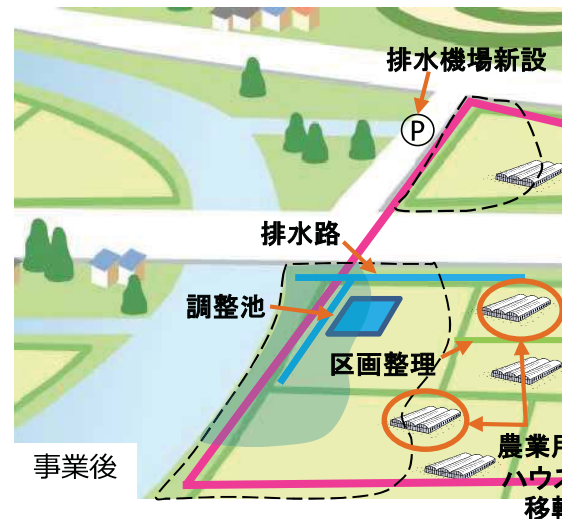 排水機場新設
P
排水路
調整池
区画整理
事業後
農業用
ハウス
移転